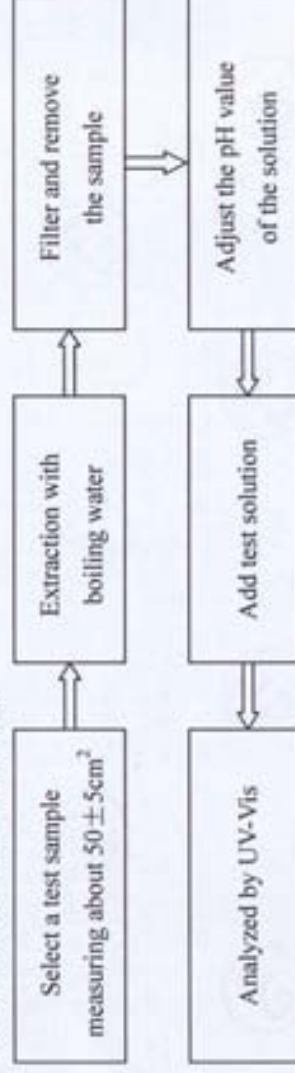 Select a test sample
measuring about 50±5cm²
Extraction with
boiling water
Filter and remove
the sample
Adjust the pH value
of the solution
Add test solution
Analyzed by UV-Vis